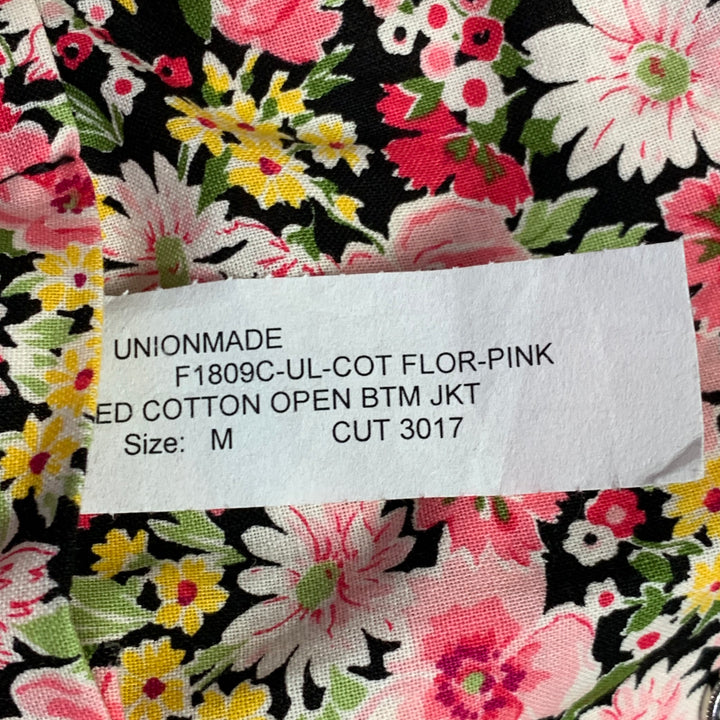 UNIONMADE
F1809C-UL-COT FLOR-PINK
ED COTTON OPEN BTM JKT
Size: M CUT 3017